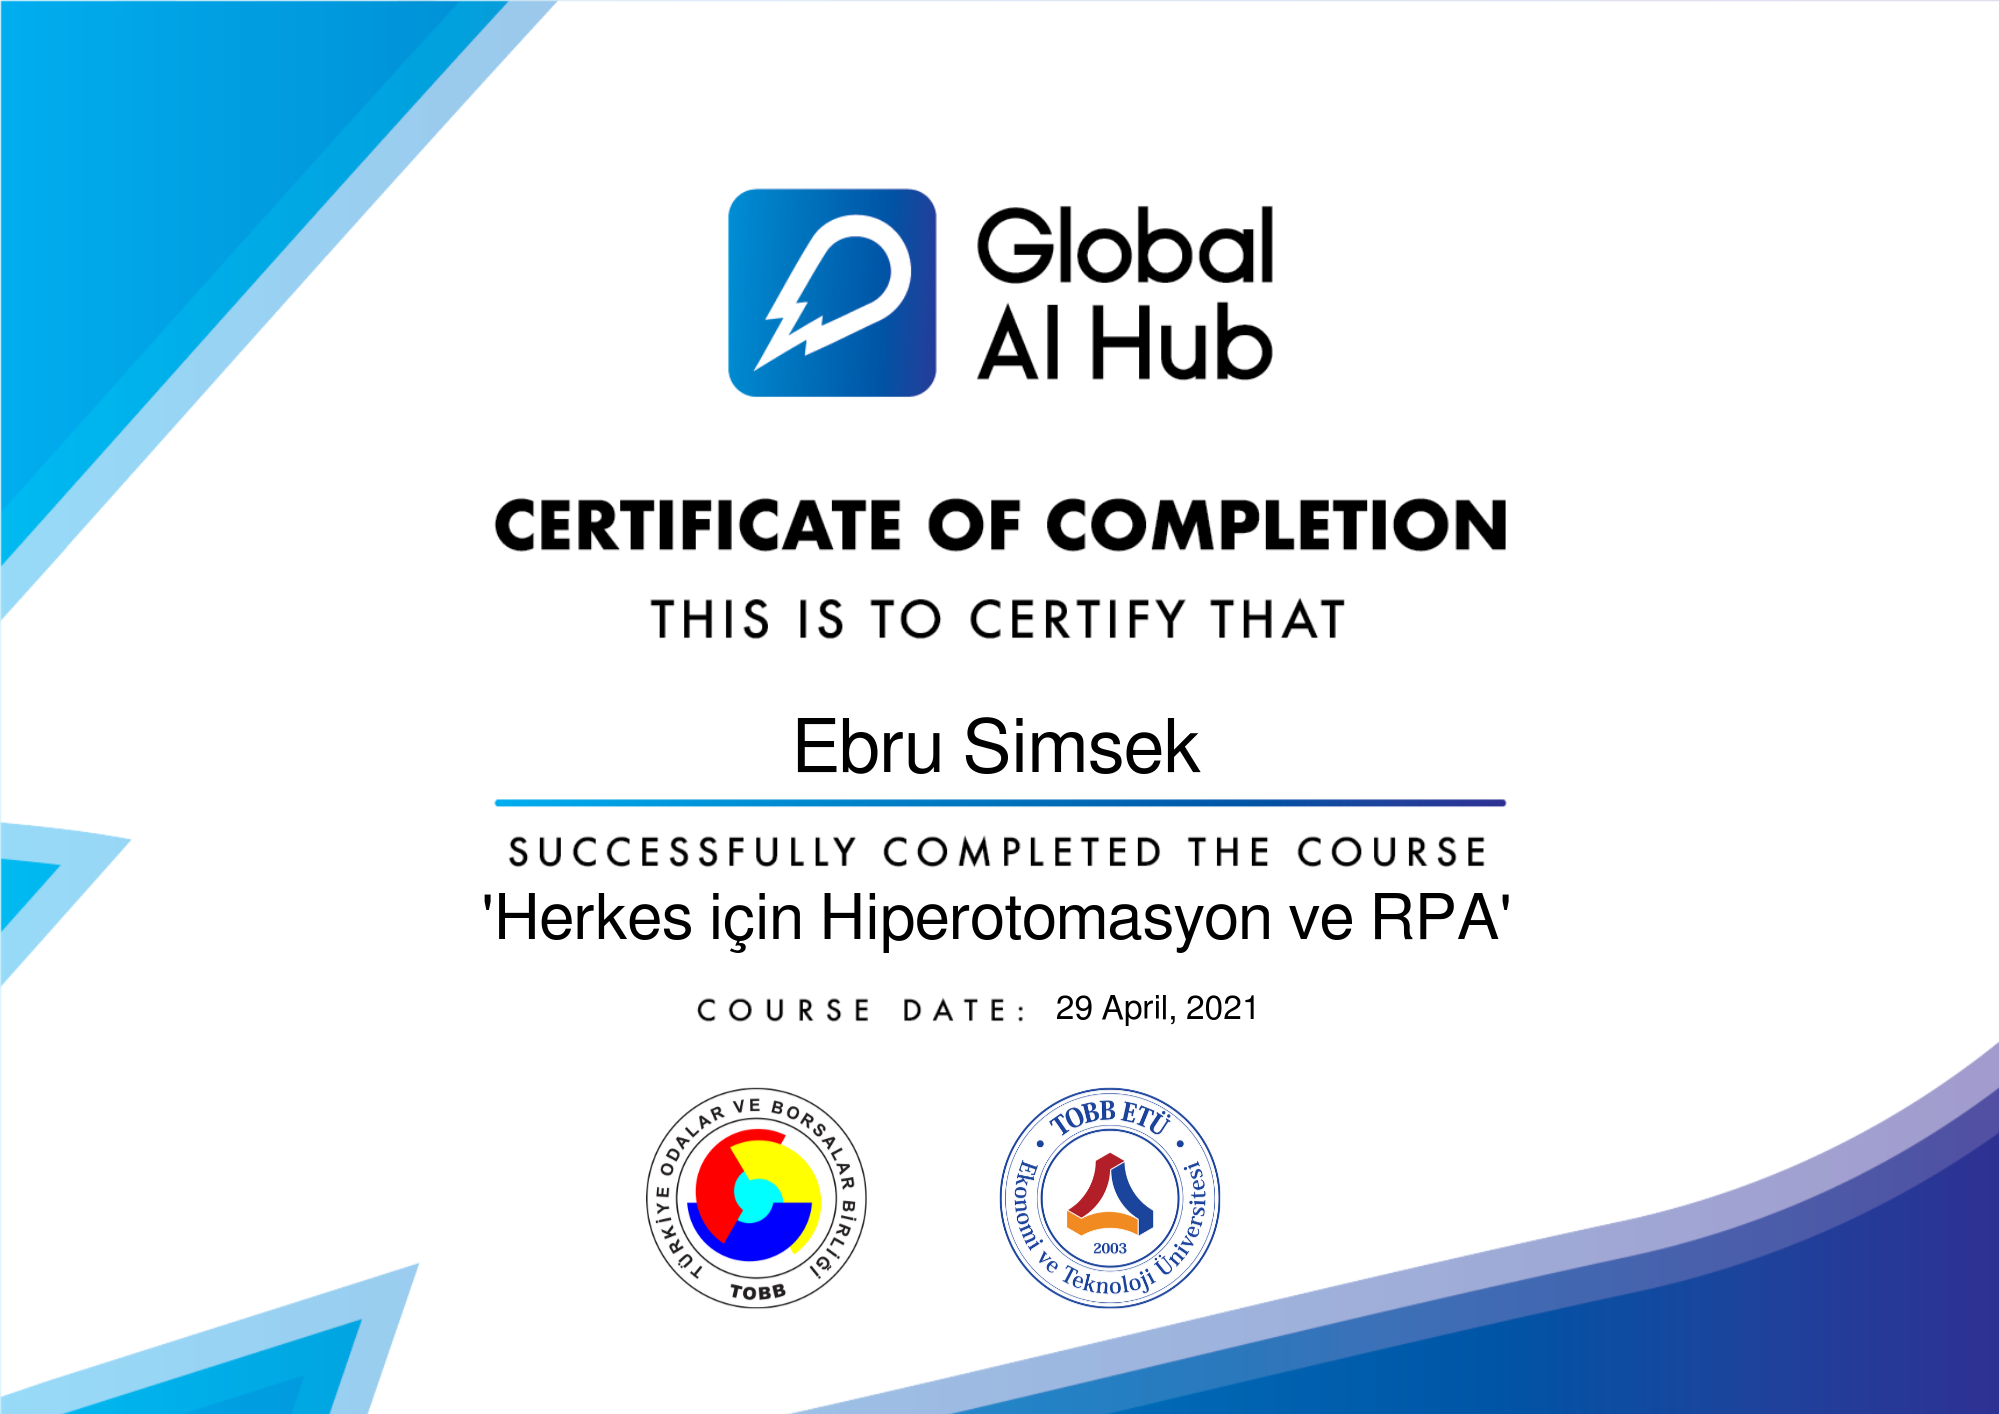 Global
AI Hub
CERTIFICATE OF COMPLETION
THIS IS TO CERTIFY THAT
Ebru Simsek
SUCCESSFULLY COMPLETED THE COURSE
'Herkes için Hiperotomasyon ve RPA'
COURSE DATE: 29 April, 2021
TÜRKİYE ODALAR VE BORSALAR BİRLİĞİ
TOBB
• TOBB ETÜ •
2003
Ekonomi ve Teknoloji Üniversitesi